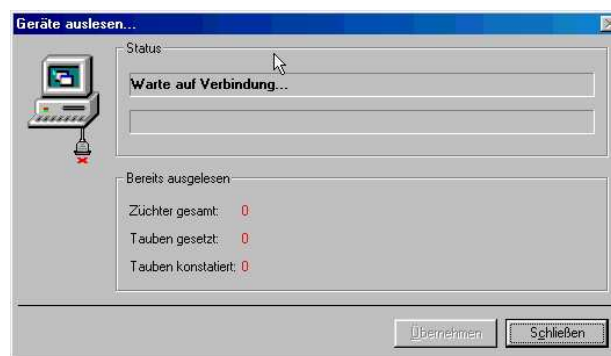 Geräte auslesen...
Status
Warte auf Verbindung...
Bereits ausgelesen
Züchter gesamt: 0
Tauben gesetzt: 0
Tauben konstatiert: 0
Übernehmen
Schließen